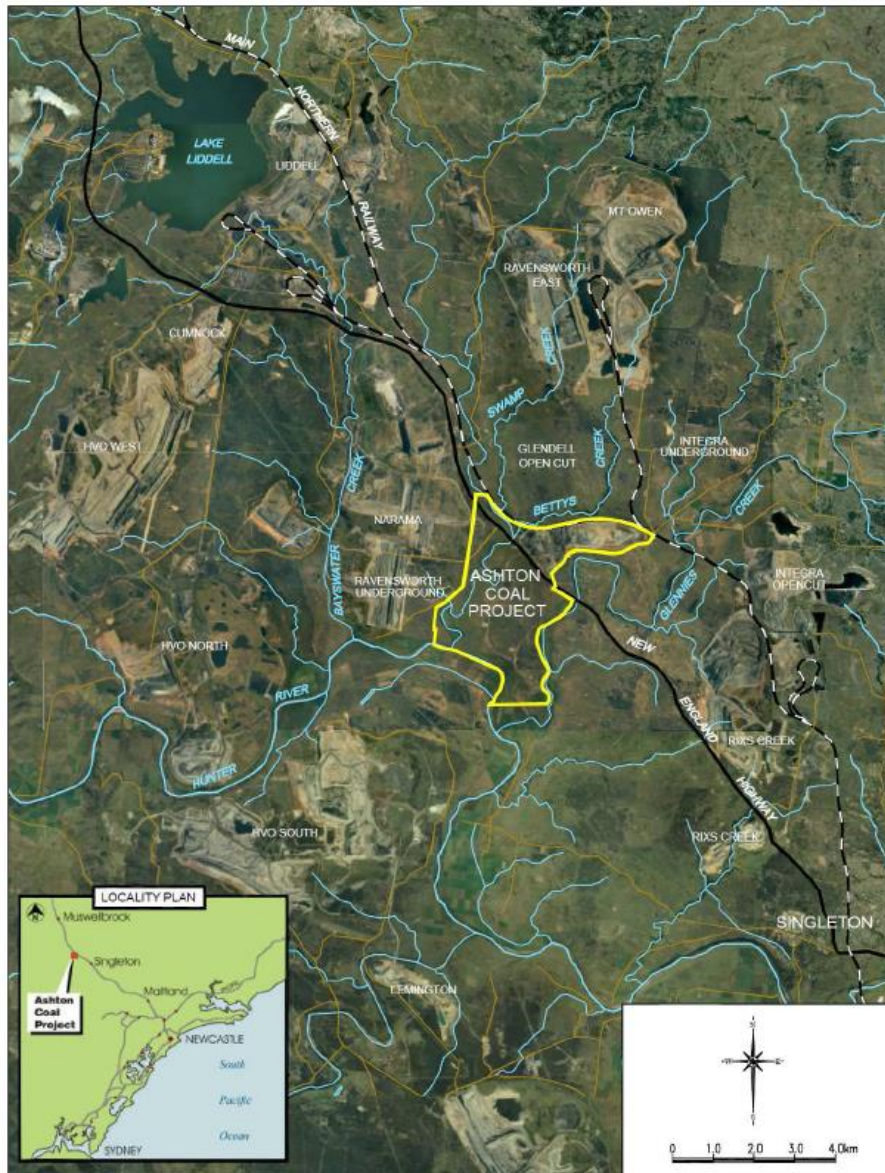 MAIN
NORTHERN
RAILWAY
LAKE
LIDDELL
LIDDELL
MT OWEN
RAVENSWORTH
EAST
CUMNOCK
CREEK
SWAMP
HVO WEST
GLENDELL
OPEN CUT
CREEK
INTEGRA
UNDERGROUND
CREEK
BETTYS
CREEK
NARAMA
BAYSWATER
RAVENSWORTH
UNDERGROUND
ASHTON
COAL
PROJECT
GLENNIES
INTEGRA
OPENCUT
HVO NORTH
NEW
ENGLAND
HIGHWAY
RIVER
HUNTER
RIXS CREEK
HVO SOUTH
RIXS CREEK
SINGLETON
LEMINGTON
LOCALITY PLAN
N
Muswellbrook
Singleton
Ashton
Coal
Project
Maitland
NEWCASTLE
South
Pacific
Ocean
SYDNEY
N
W
E
S
0 1.0 2.0 3.0 4.0km